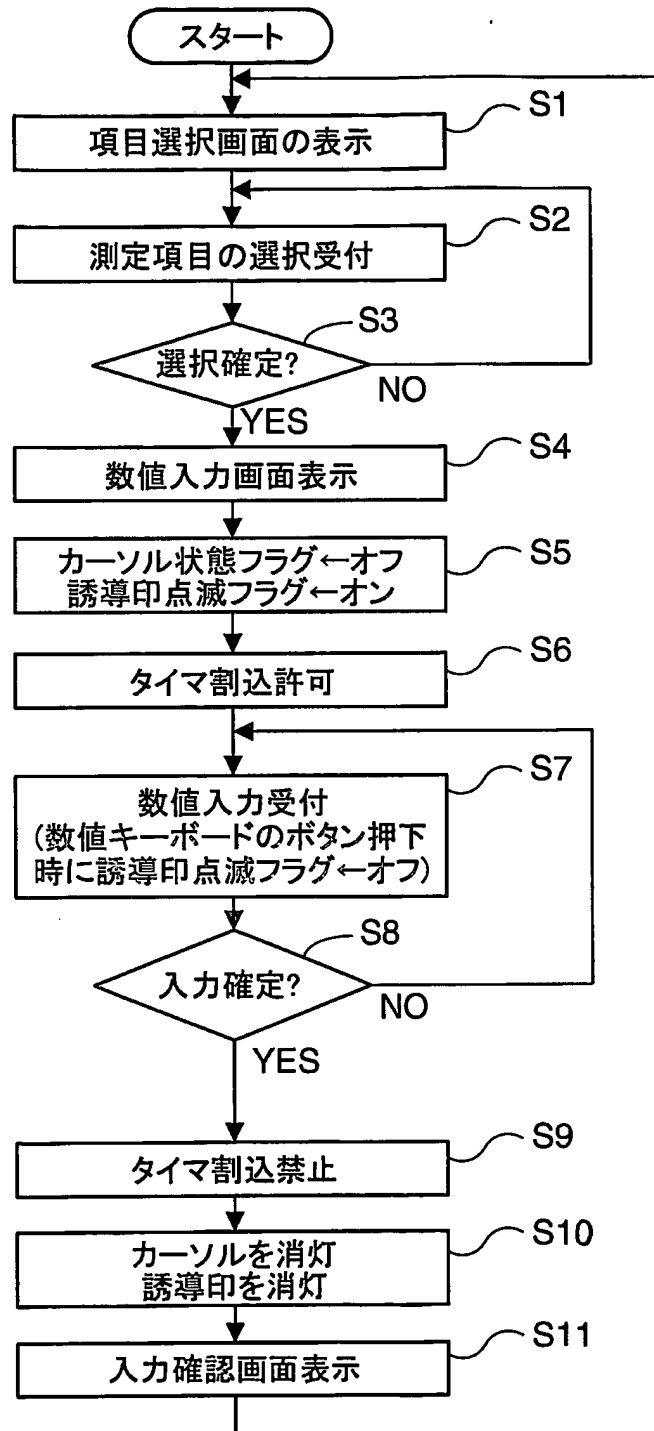 スタート
S1
項目選択画面の表示
S2
測定項目の選択受付
S3
選択確定?
NO
YES
S4
数値入力画面表示
S5
カーソル状態フラグ←オフ
誘導印点滅フラグ←オン
S6
タイマ割込許可
S7
数値入力受付
(数値キーボードのボタン押下
時に誘導印点滅フラグ←オフ)
S8
入力確定?
NO
YES
S9
タイマ割込禁止
S10
カーソルを消灯
誘導印を消灯
S11
入力確認画面表示